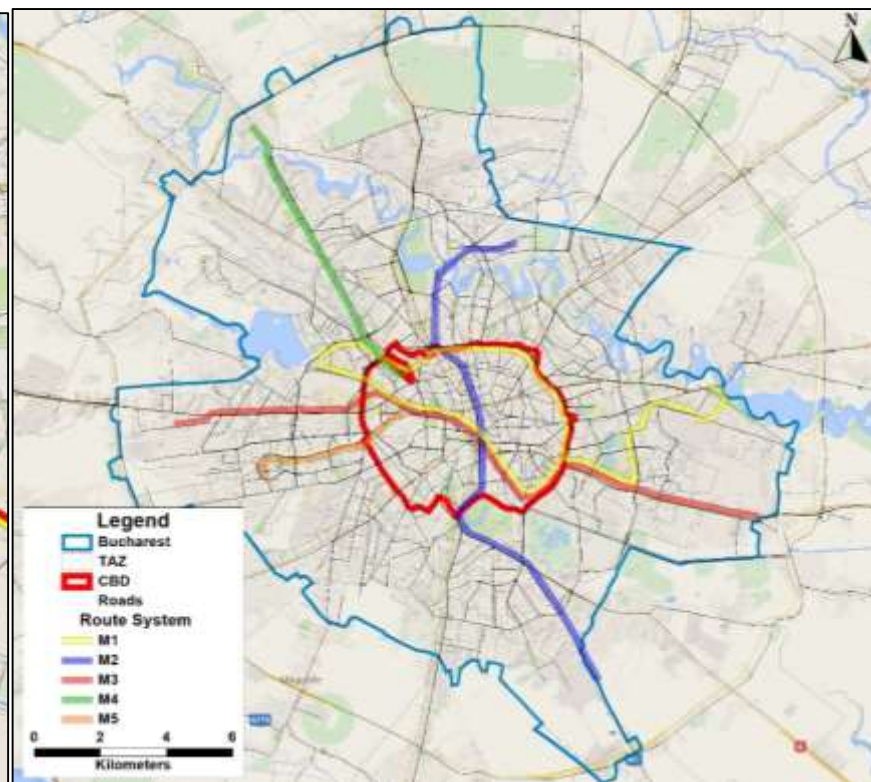 N
Legend
Bucharest
TAZ
CBD
Roads
Route System
M1
M2
M3
M4
M5
0 2 4 6
Kilometers